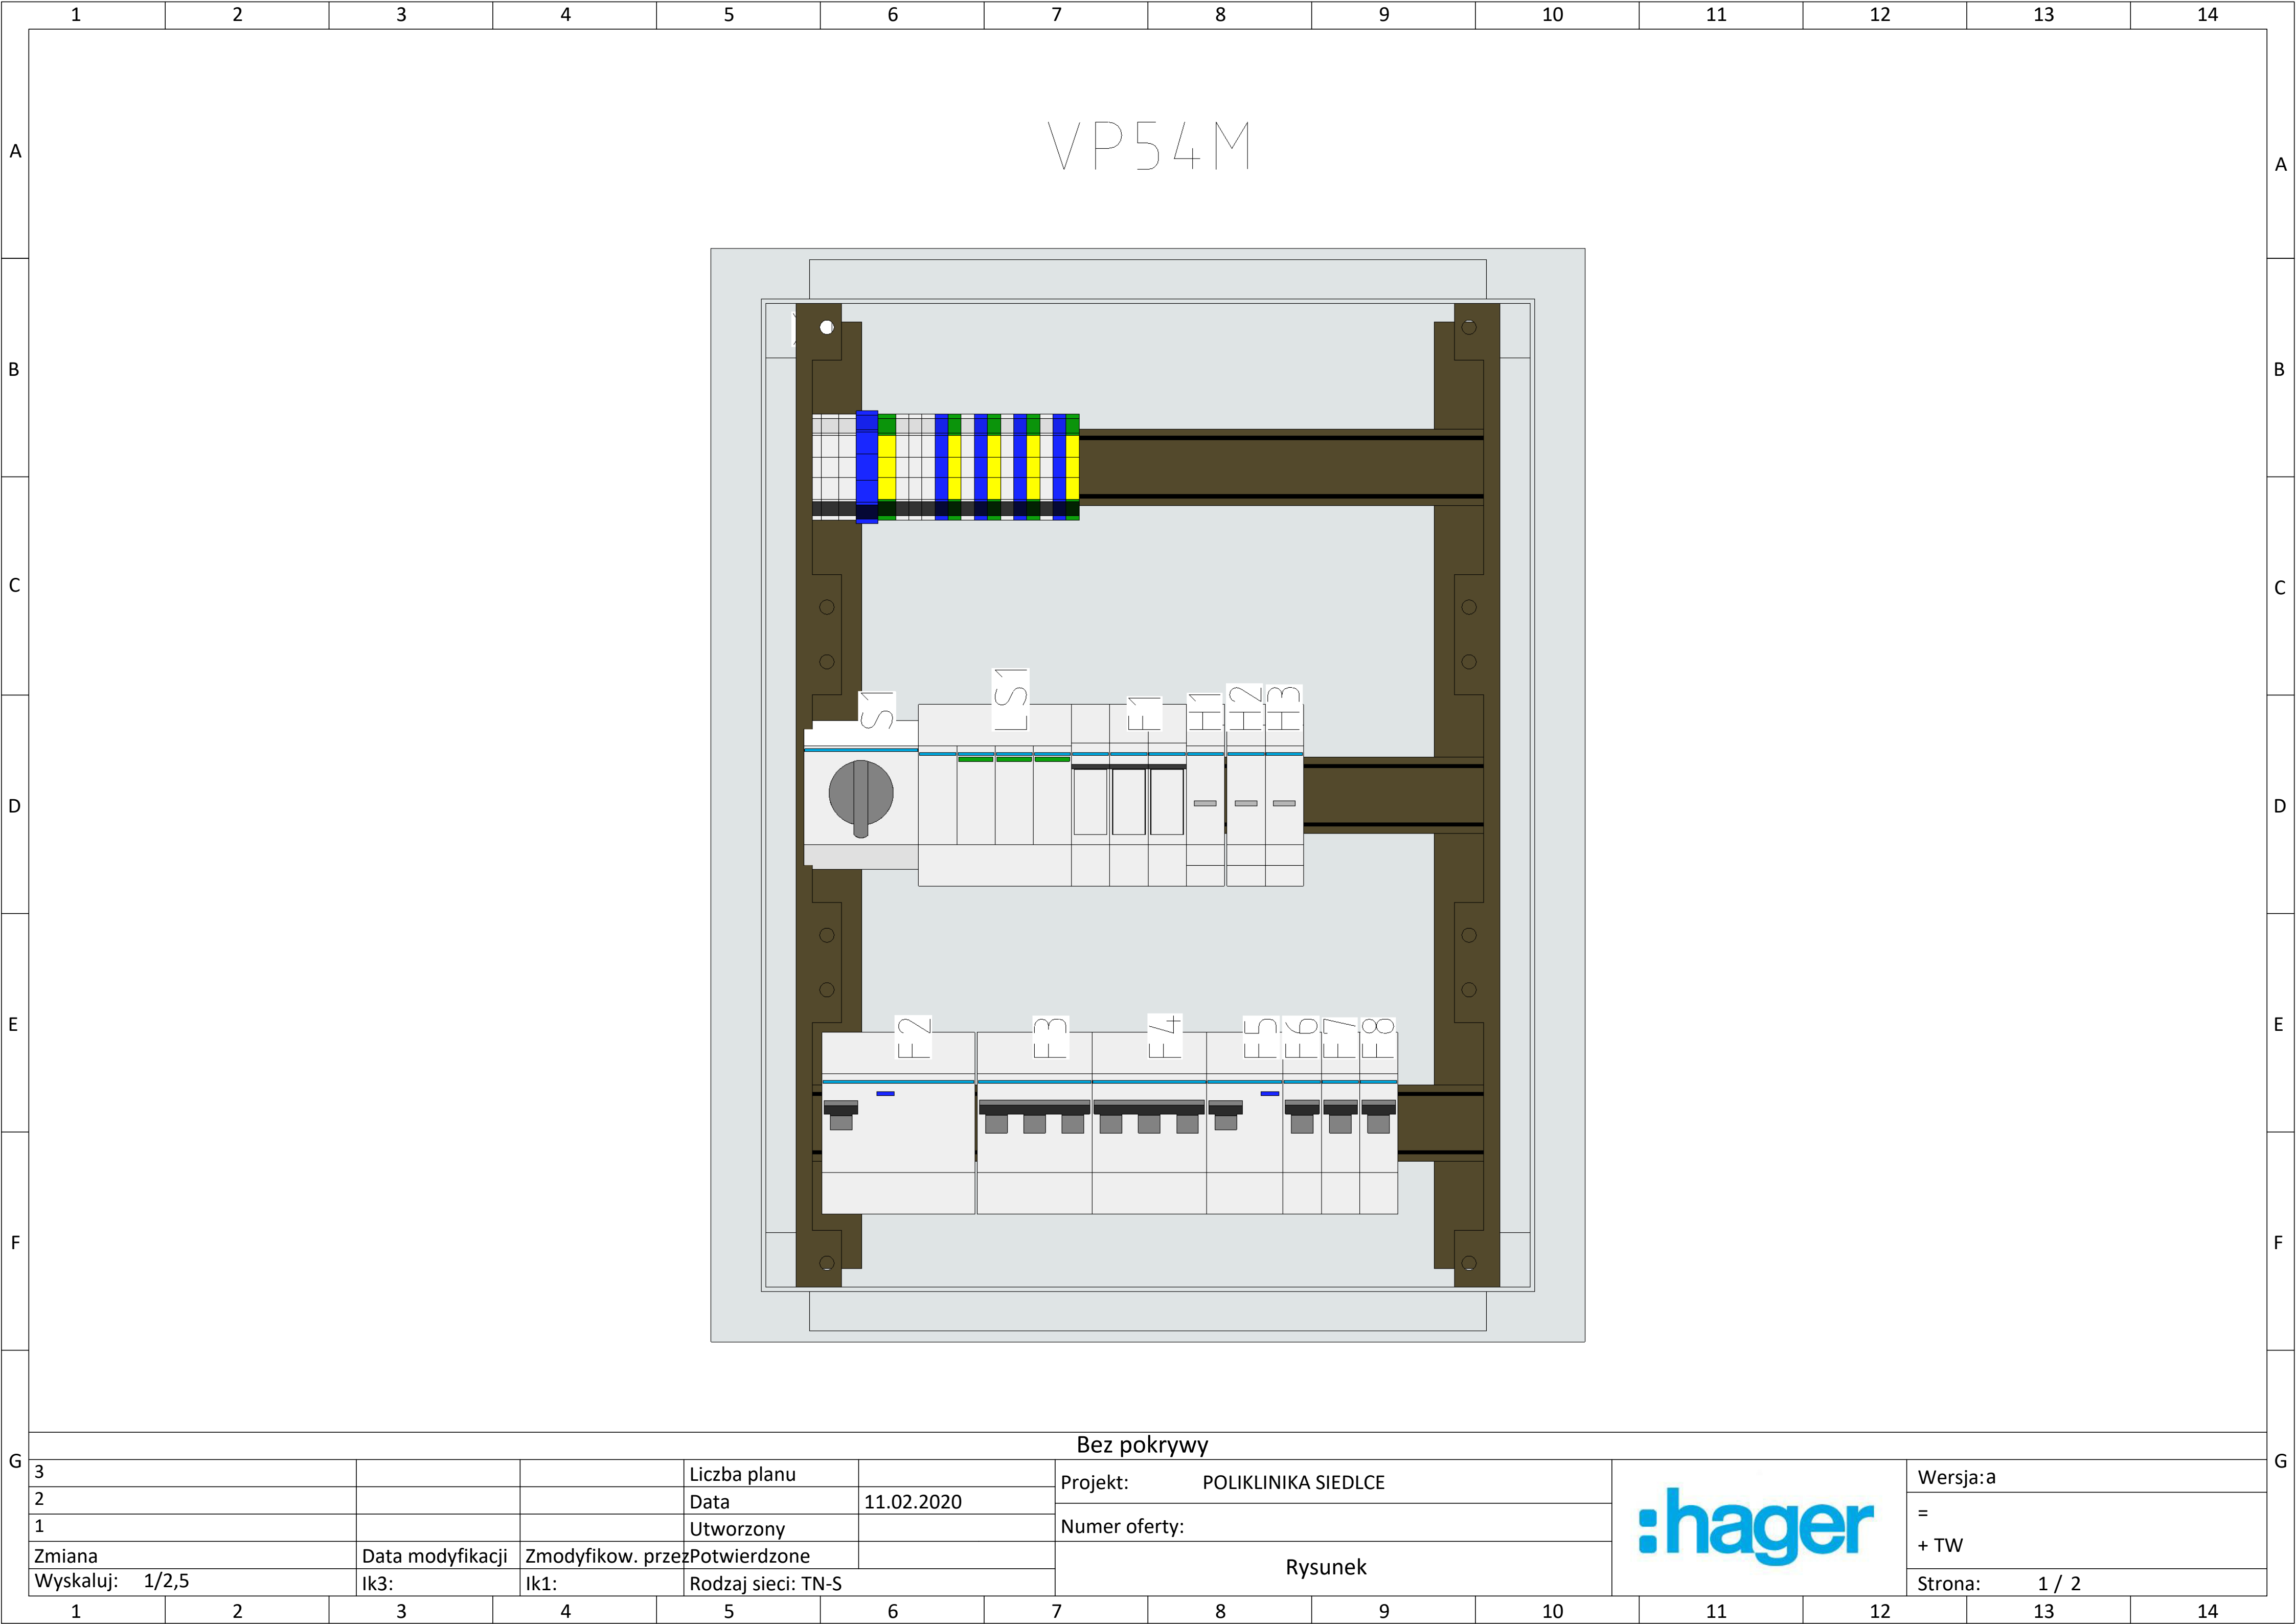 1 2 3 4 5 6 7 8 9 10 11 12 13 14
VP54M
A A
B B
C C
S1 LS1 F1 H1 H2 H3
D D
F2 F3 F4 F5 F6 F7 F8
E E
F F
G G
Bez pokrywy
3
2
1
Zmiana Data modyfikacji Zmodyfikow. przez
Wyskaluj: 1/2,5 Ik3: Ik1:
Liczba planu
Data 11.02.2020
Utworzony
Potwierdzone
Rodzaj sieci: TN-S
Projekt: POLIKLINIKA SIEDLCE
Numer oferty:
Rysunek
:hager
Wersja: a
=
+ TW
Strona: 1 / 2
1 2 3 4 5 6 7 8 9 10 11 12 13 14